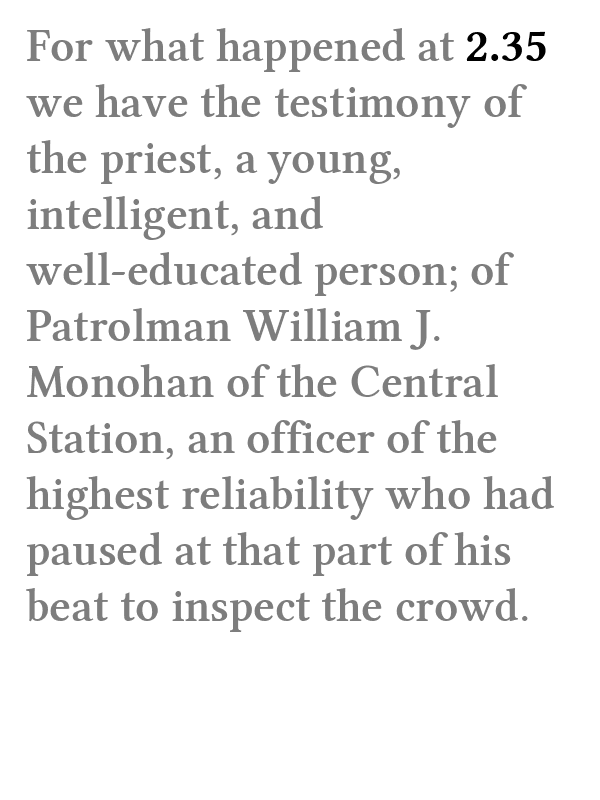 For what happened at 2.35
we have the testimony of
the priest, a young,
intelligent, and
well-educated person; of
Patrolman William J.
Monohan of the Central
Station, an officer of the
highest reliability who had
paused at that part of his
beat to inspect the crowd.